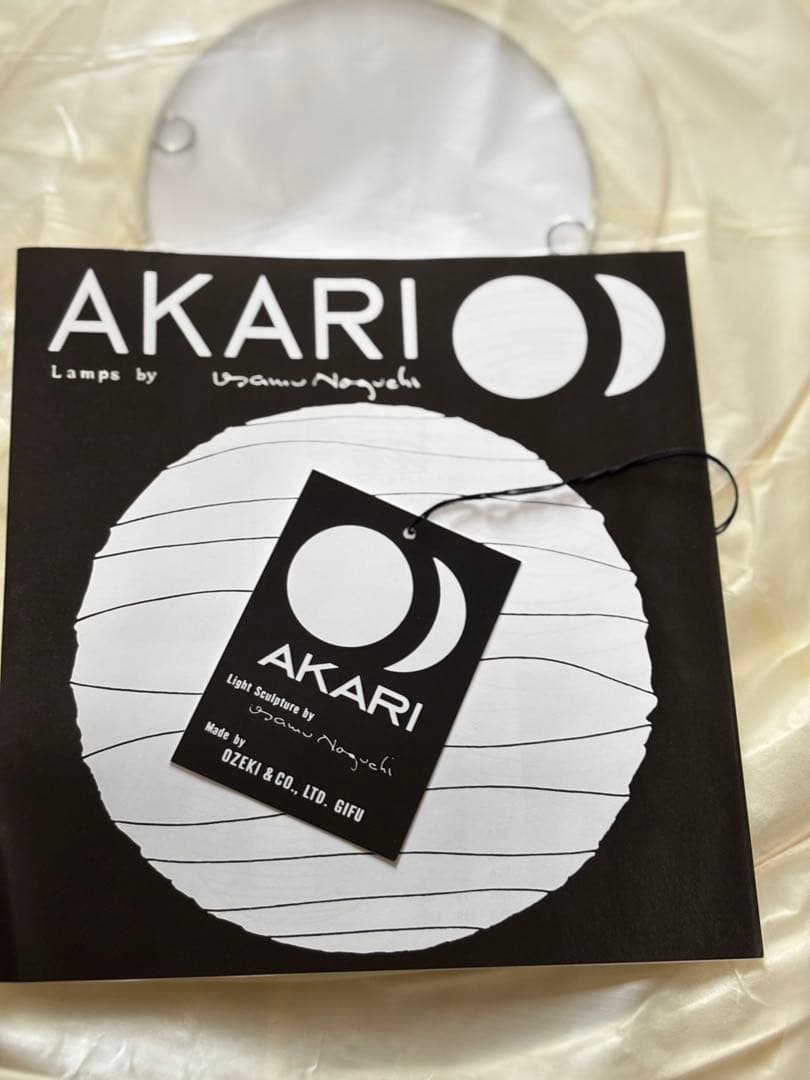 AKARI
Lamps by Isamu Noguchi
AKARI
Light Sculpture by
Isamu Noguchi
Made by
OZEKI & CO., LTD. GIFU